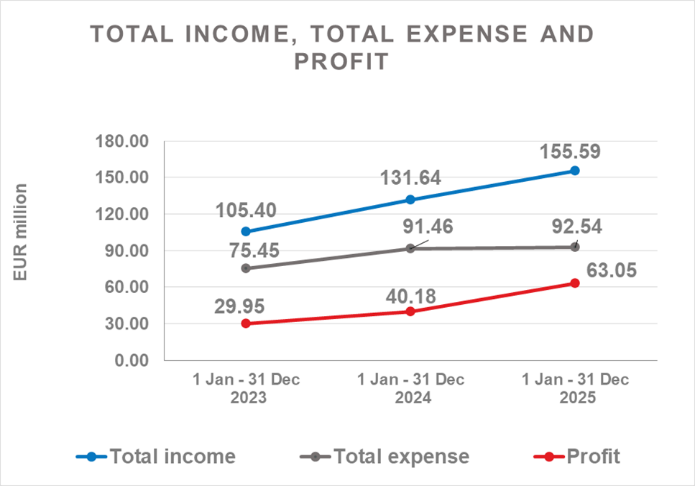 TOTAL INCOME, TOTAL EXPENSE AND
PROFIT
EUR million
180.00
150.00
120.00
90.00
60.00
30.00
0.00
105.40
131.64
155.59
75.45
91.46
92.54
29.95
40.18
63.05
1 Jan - 31 Dec
2023
1 Jan - 31 Dec
2024
1 Jan - 31 Dec
2025
Total income
Total expense
Profit